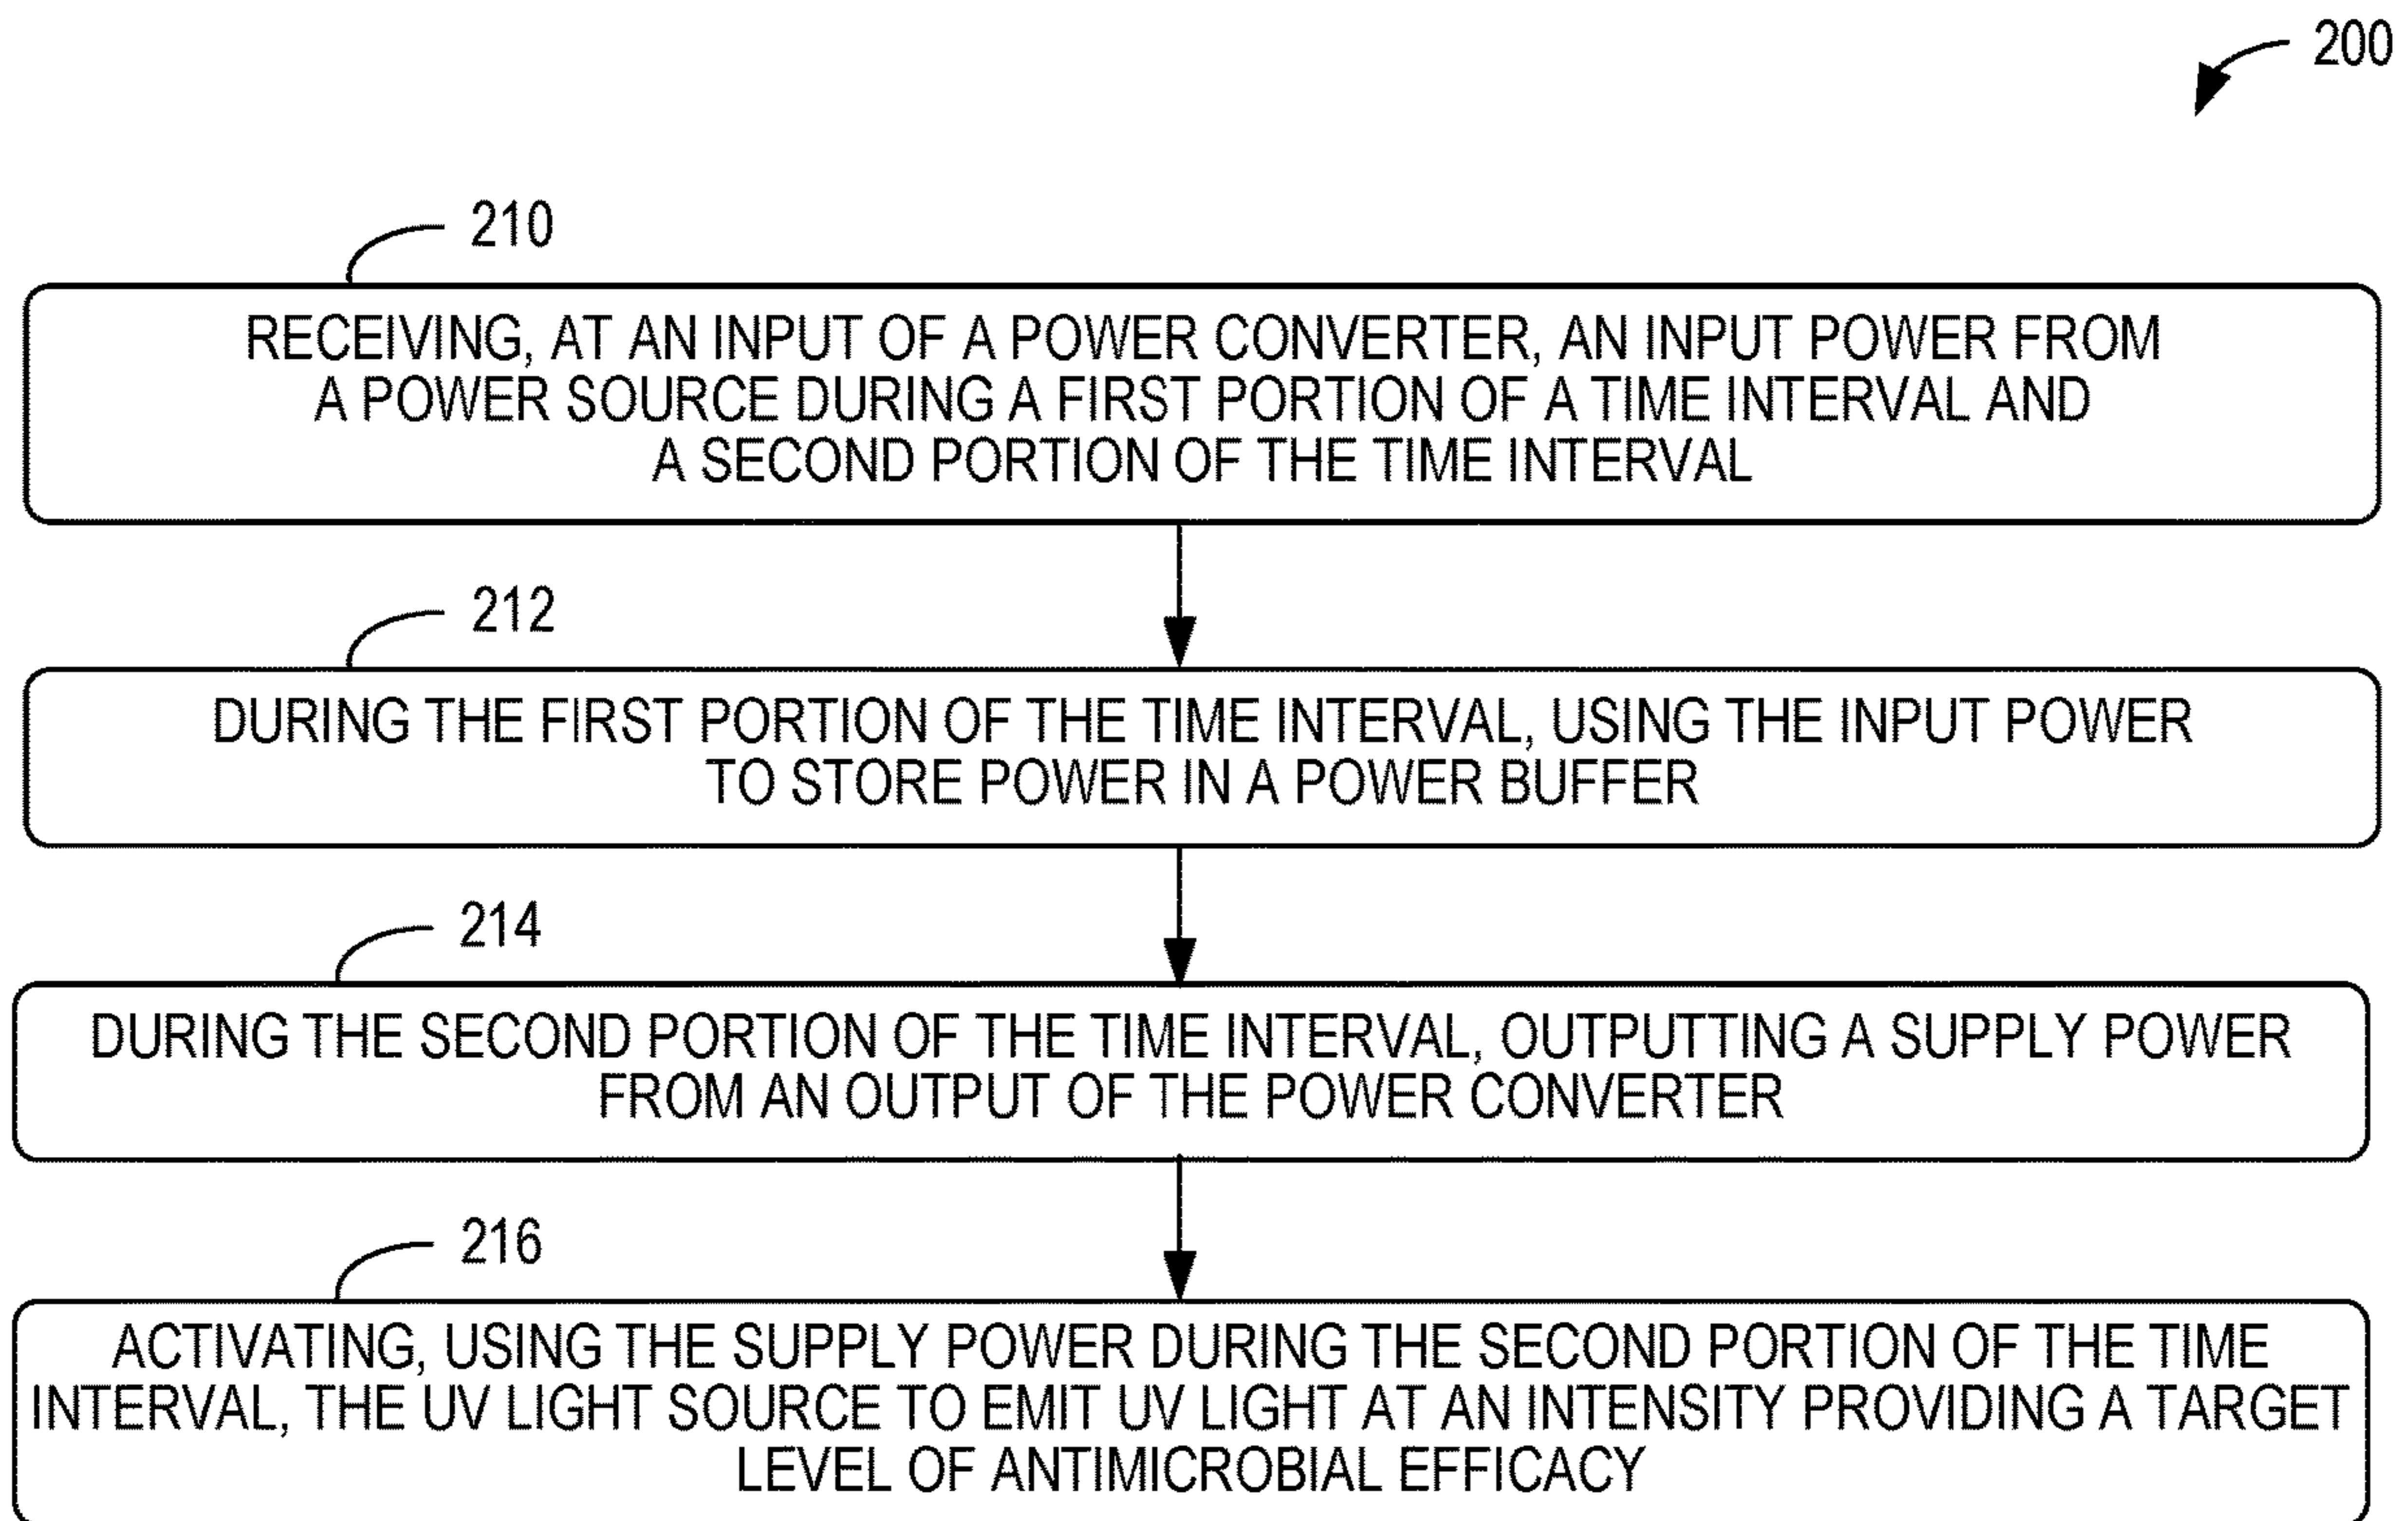 200
210
RECEIVING, AT AN INPUT OF A POWER CONVERTER, AN INPUT POWER FROM
A POWER SOURCE DURING A FIRST PORTION OF A TIME INTERVAL AND
A SECOND PORTION OF THE TIME INTERVAL
212
DURING THE FIRST PORTION OF THE TIME INTERVAL, USING THE INPUT POWER
TO STORE POWER IN A POWER BUFFER
214
DURING THE SECOND PORTION OF THE TIME INTERVAL, OUTPUTTING A SUPPLY POWER
FROM AN OUTPUT OF THE POWER CONVERTER
216
ACTIVATING, USING THE SUPPLY POWER DURING THE SECOND PORTION OF THE TIME
INTERVAL, THE UV LIGHT SOURCE TO EMIT UV LIGHT AT AN INTENSITY PROVIDING A TARGET
LEVEL OF ANTIMICROBIAL EFFICACY